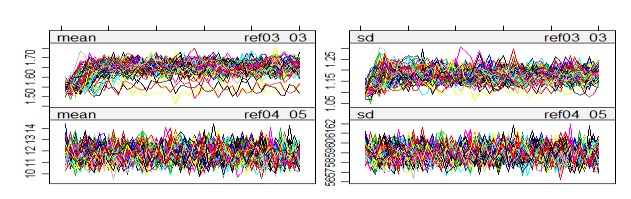 mean ref03_03
1.50 1.60 1.70
sd ref03_03
1.05 1.15 1.25
mean ref04_05
10 11 12 13 14
sd ref04_05